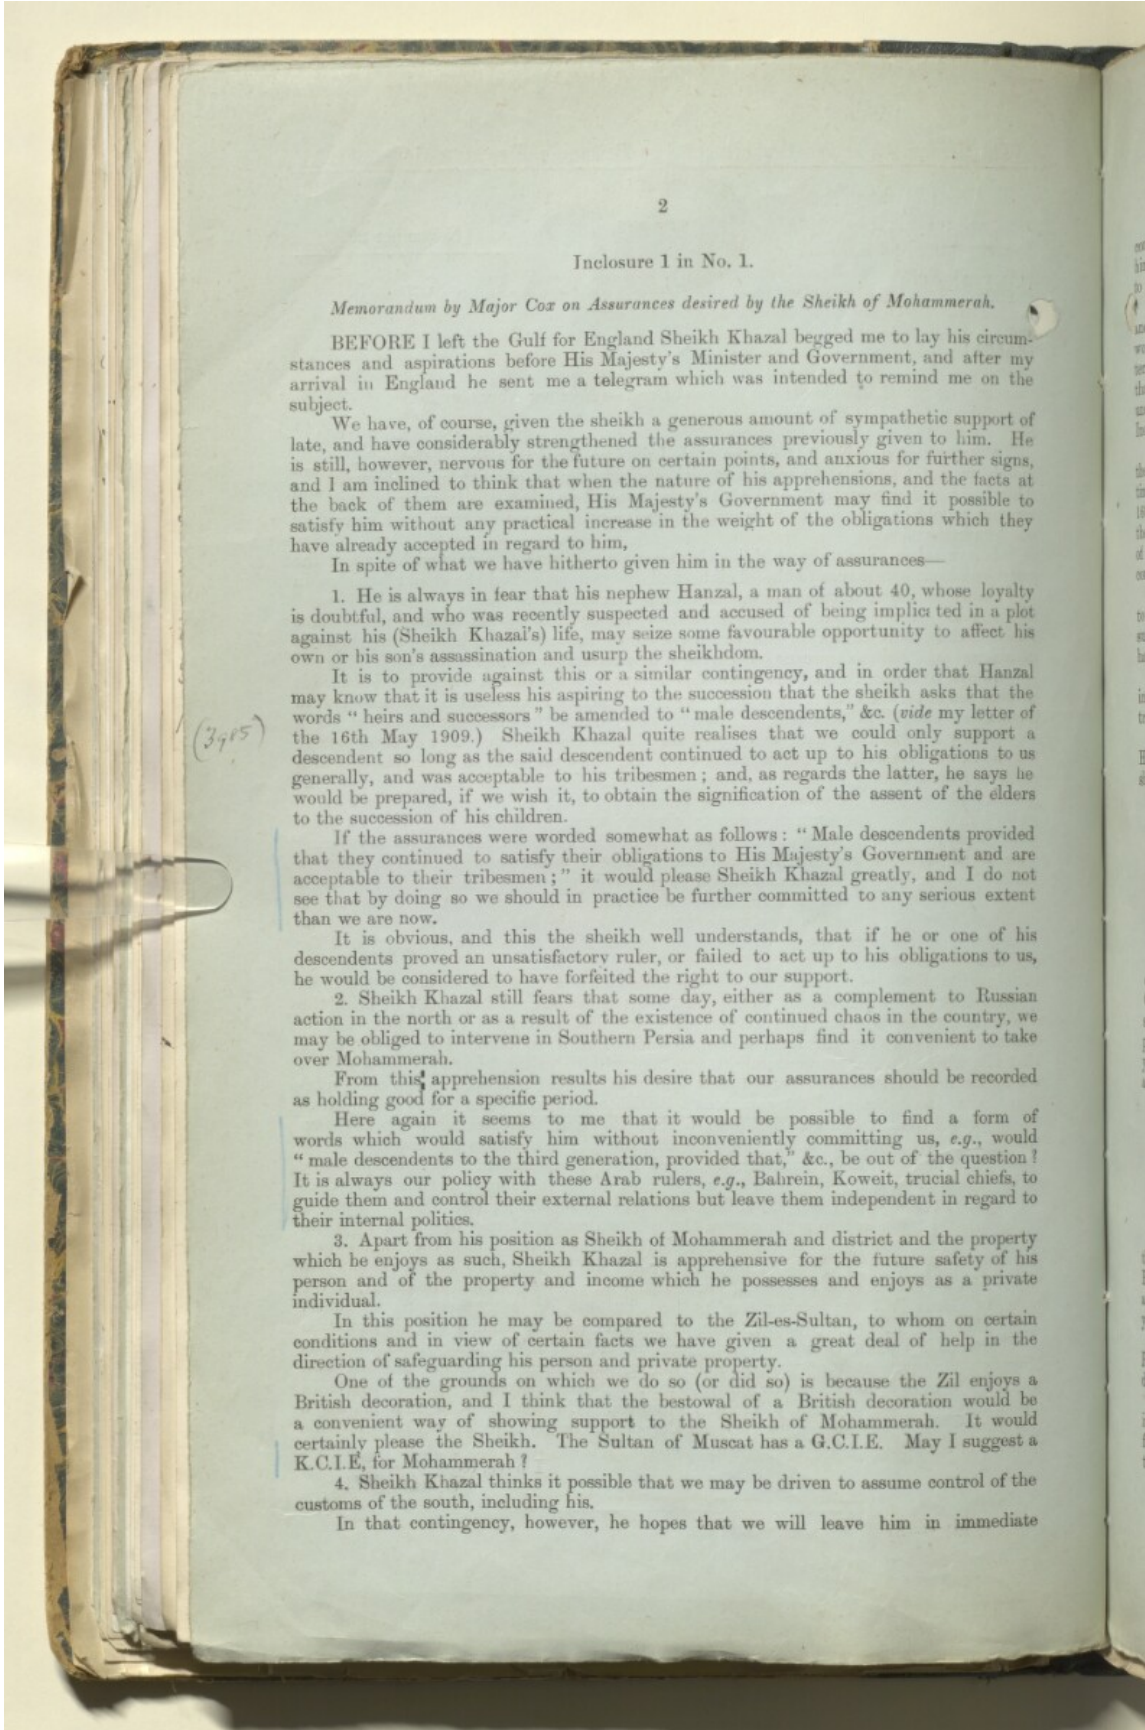 2
Inclosure 1 in No. 1.
Memorandum by Major Cox on Assurances desired by the Sheikh of Mohammerah.
BEFORE I left the Gulf for England Sheikh Khazal begged me to lay his circum-
stances and aspirations before His Majesty's Minister and Government, and after my
arrival in England he sent me a telegram which was intended to remind me on the
subject.
We have, of course, given the sheikh a generous amount of sympathetic support of
late, and have considerably strengthened the assurances previously given to him. He
is still, however, nervous for the future on certain points, and anxious for further signs,
and I am inclined to think that when the nature of his apprehensions, and the facts at
the back of them are examined, His Majesty's Government may find it possible to
satisfy him without any practical increase in the weight of the obligations which they
have already accepted in regard to him,
In spite of what we have hitherto given him in the way of assurances—
1. He is always in fear that his nephew Hanzal, a man of about 40, whose loyalty
is doubtful, and who was recently suspected and accused of being implicated in a plot
against his (Sheikh Khazal's) life, may seize some favourable opportunity to affect his
own or his son's assassination and usurp the sheikhdom.
It is to provide against this or a similar contingency, and in order that Hanzal
may know that it is useless his aspiring to the succession that the sheikh asks that the
words " heirs and successors " be amended to " male descendents," &c. (vide my letter of
(3985)
the 16th May 1909.) Sheikh Khazal quite realises that we could only support a
descendent so long as the said descendent continued to act up to his obligations to us
generally, and was acceptable to his tribesmen ; and, as regards the latter, he says he
would be prepared, if we wish it, to obtain the signification of the assent of the elders
to the succession of his children.
If the assurances were worded somewhat as follows : " Male descendents provided
that they continued to satisfy their obligations to His Majesty's Government and are
acceptable to their tribesmen ; " it would please Sheikh Khazal greatly, and I do not
see that by doing so we should in practice be further committed to any serious extent
than we are now.
It is obvious, and this the sheikh well understands, that if he or one of his
descendents proved an unsatisfactory ruler, or failed to act up to his obligations to us,
he would be considered to have forfeited the right to our support.
2. Sheikh Khazal still fears that some day, either as a complement to Russian
action in the north or as a result of the existence of continued chaos in the country, we
may be obliged to intervene in Southern Persia and perhaps find it convenient to take
over Mohammerah.
From this apprehension results his desire that our assurances should be recorded
as holding good for a specific period.
Here again it seems to me that it would be possible to find a form of
words which would satisfy him without inconveniently committing us, e.g., would
" male descendents to the third generation, provided that," &c., be out of the question ?
It is always our policy with these Arab rulers, e.g., Bahrein, Koweit, trucial chiefs, to
guide them and control their external relations but leave them independent in regard to
their internal politics.
3. Apart from his position as Sheikh of Mohammerah and district and the property
which he enjoys as such, Sheikh Khazal is apprehensive for the future safety of his
person and of the property and income which he possesses and enjoys as a private
individual.
In this position he may be compared to the Zil-es-Sultan, to whom on certain
conditions and in view of certain facts we have given a great deal of help in the
direction of safeguarding his person and private property.
One of the grounds on which we do so (or did so) is because the Zil enjoys a
British decoration, and I think that the bestowal of a British decoration would be
a convenient way of showing support to the Sheikh of Mohammerah. It would
certainly please the Sheikh. The Sultan of Muscat has a G.C.I.E. May I suggest a
K.C.I.E, for Mohammerah ?
4. Sheikh Khazal thinks it possible that we may be driven to assume control of the
customs of the south, including his.
In that contingency, however, he hopes that we will leave him in immediate